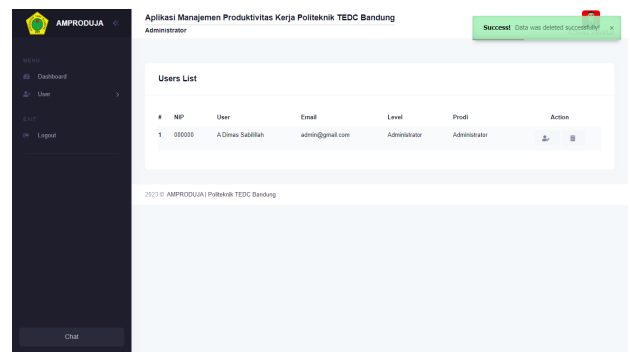 AMPRODUJA
Aplikasi Manajemen Produktivitas Kerja Politeknik TEDC Bandung
Administrator
Success! Data was deleted successfully! ×
MENU
Dashboard
User
EXIT
Logout
Users List
# NIP User Email Level Prodi Action
1 000000 A Dimas Sabilillah admin@gmail.com Administrator Administrator
2023 © AMPRODUJA | Politeknik TEDC Bandung
Chat